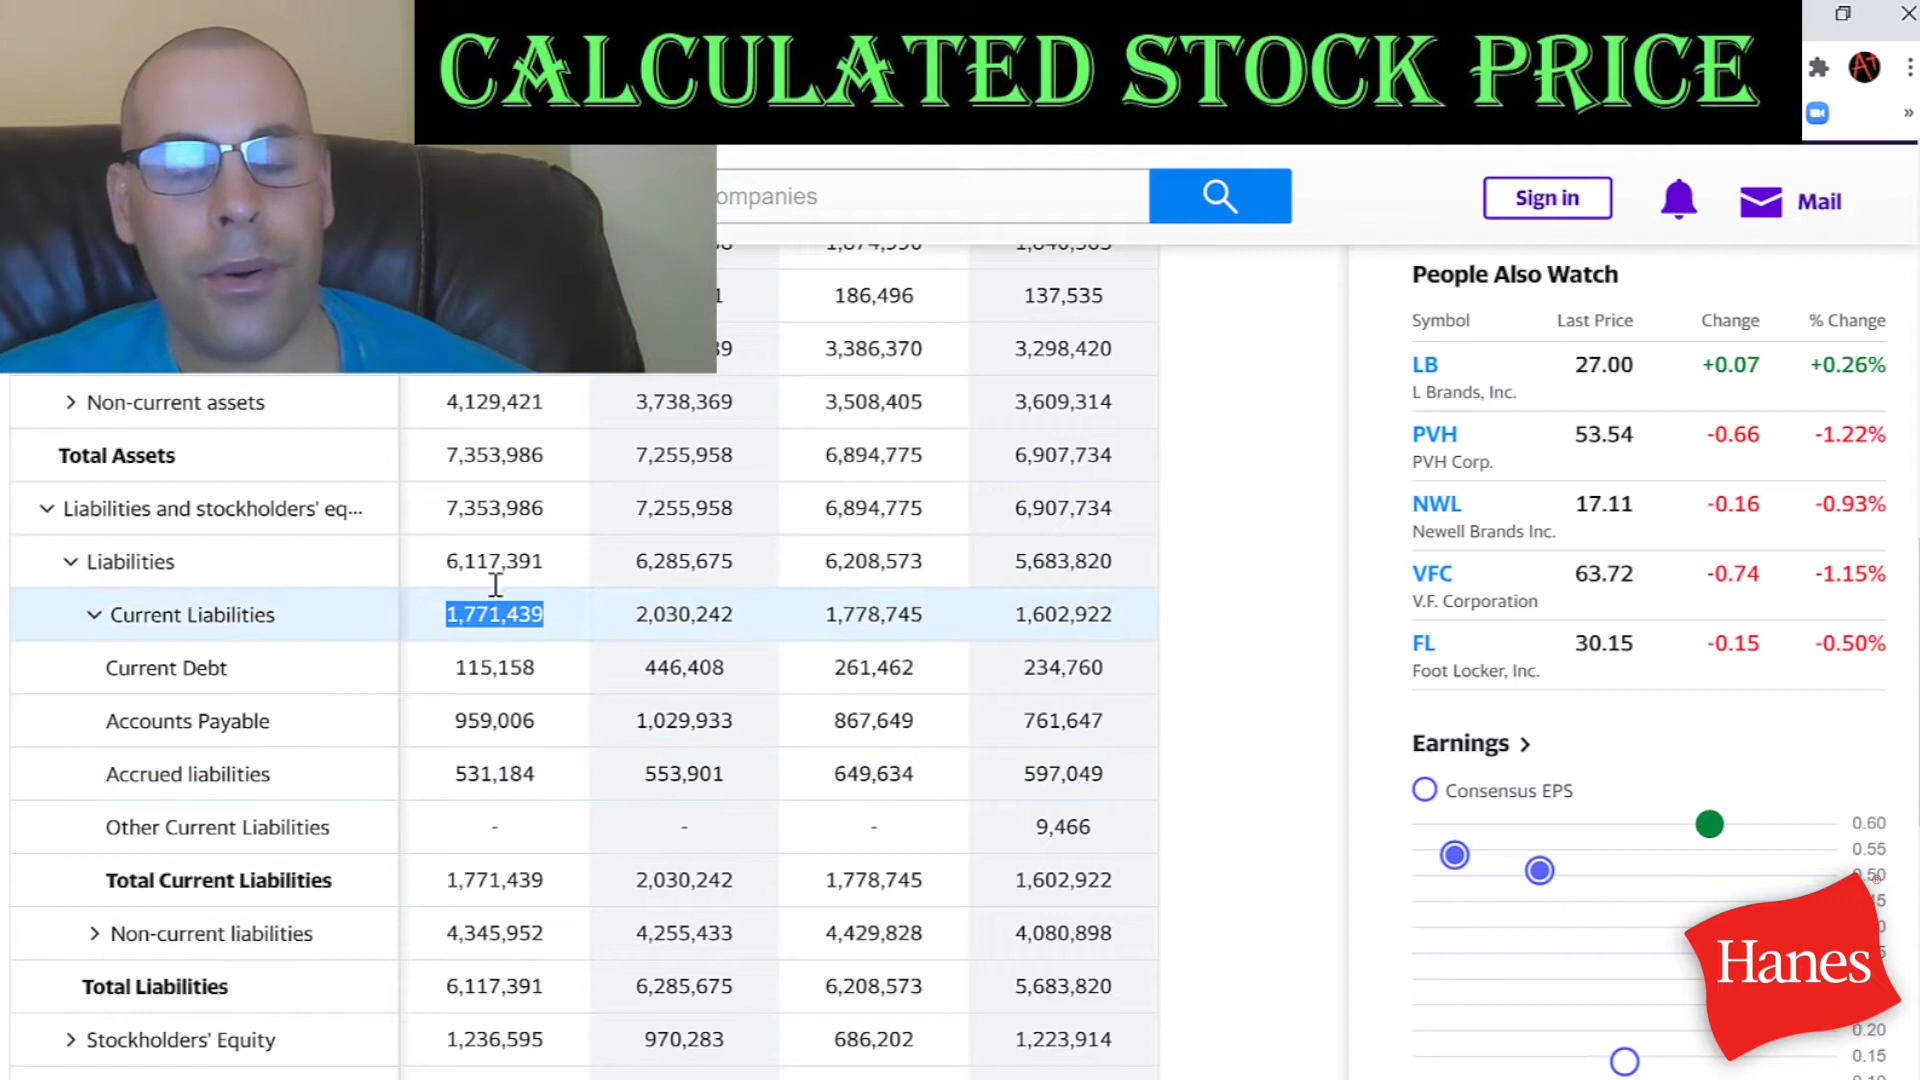 CALCULATED STOCK PRICE
ompanies
Sign in
Mail
186,496 137,535
3,386,370 3,298,420
Non-current assets 4,129,421 3,738,369 3,508,405 3,609,314
Total Assets 7,353,986 7,255,958 6,894,775 6,907,734
Liabilities and stockholders' eq... 7,353,986 7,255,958 6,894,775 6,907,734
Liabilities 6,117,391 6,285,675 6,208,573 5,683,820
Current Liabilities 1,771,439 2,030,242 1,778,745 1,602,922
Current Debt 115,158 446,408 261,462 234,760
Accounts Payable 959,006 1,029,933 867,649 761,647
Accrued liabilities 531,184 553,901 649,634 597,049
Other Current Liabilities - - - 9,466
Total Current Liabilities 1,771,439 2,030,242 1,778,745 1,602,922
Non-current liabilities 4,345,952 4,255,433 4,429,828 4,080,898
Total Liabilities 6,117,391 6,285,675 6,208,573 5,683,820
Stockholders' Equity 1,236,595 970,283 686,202 1,223,914
People Also Watch
Symbol Last Price Change % Change
LB 27.00 +0.07 +0.26%
L Brands, Inc.
PVH 53.54 -0.66 -1.22%
PVH Corp.
NWL 17.11 -0.16 -0.93%
Newell Brands Inc.
VFC 63.72 -0.74 -1.15%
V.F. Corporation
FL 30.15 -0.15 -0.50%
Foot Locker, Inc.
Earnings
Consensus EPS
0.60
0.55
0.50
0.20
0.15
Hanes